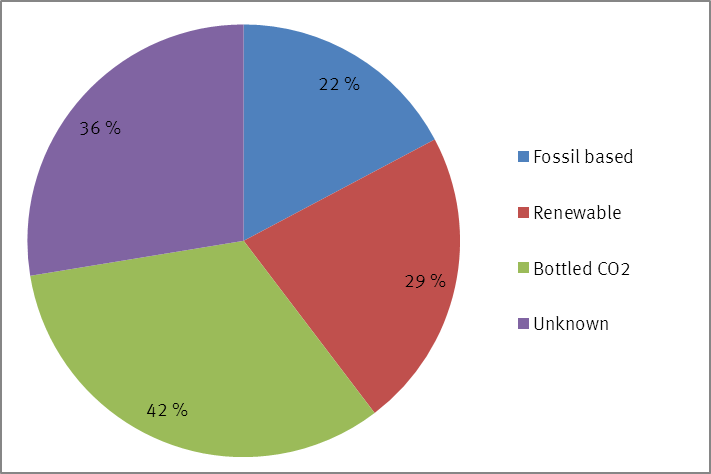 22 %
36 %
29 %
42 %
Fossil based
Renewable
Bottled CO2
Unknown